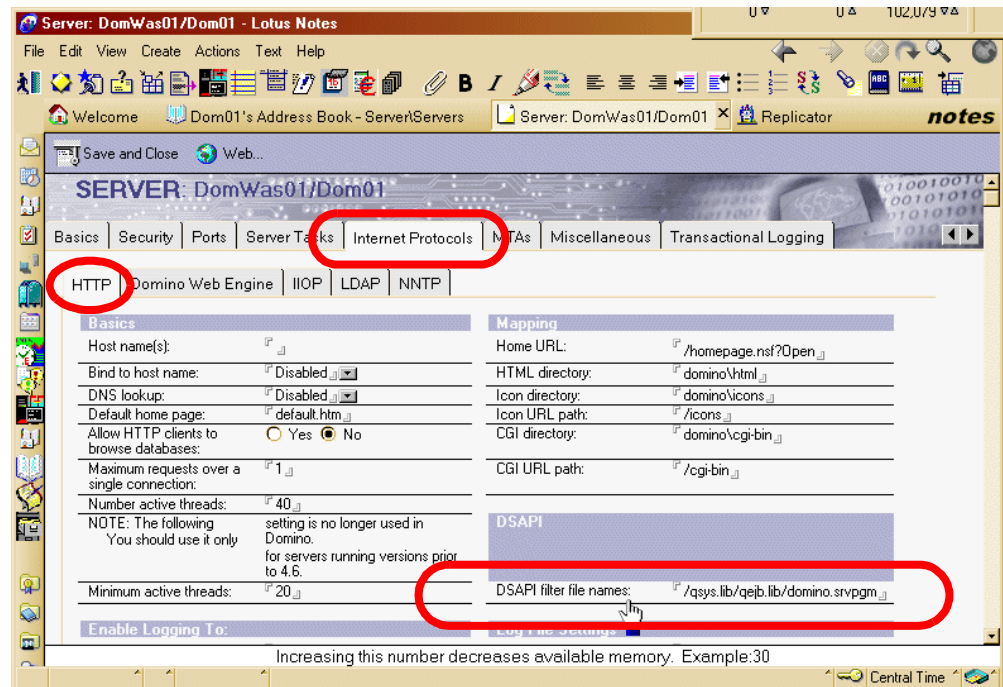 Server: DomWas01/Dom01 - Lotus Notes
102,079
File Edit View Create Actions Text Help
Welcome Dom01's Address Book - Server\Servers Server: DomWas01/Dom01 Replicator notes
Save and Close Web...
SERVER: DomWas01/Dom01
Basics Security Ports Server Tasks Internet Protocols MTAs Miscellaneous Transactional Logging
HTTP Domino Web Engine IIOP LDAP NNTP
Basics
Host name(s):
Bind to host name: Disabled
DNS lookup: Disabled
Default home page: default.htm
Allow HTTP clients to Yes No
browse databases:
Maximum requests over a 1
single connection:
Number active threads: 40
NOTE: The following setting is no longer used in
Domino.
You should use it only
for servers running versions prior
to 4.6.
Minimum active threads: 20
Enable Logging To:
Mapping
Home URL: /homepage.nsf?Open
HTML directory: domino\html
Icon directory: domino\icons
Icon URL path: /icons
CGI directory: domino\cgi-bin
CGI URL path: /cgi-bin
DSAPI
DSAPI filter file names: /qsys.lib/qejb.lib/domino.srvpgm
Log File Settings
Increasing this number decreases available memory. Example:30
Central Time